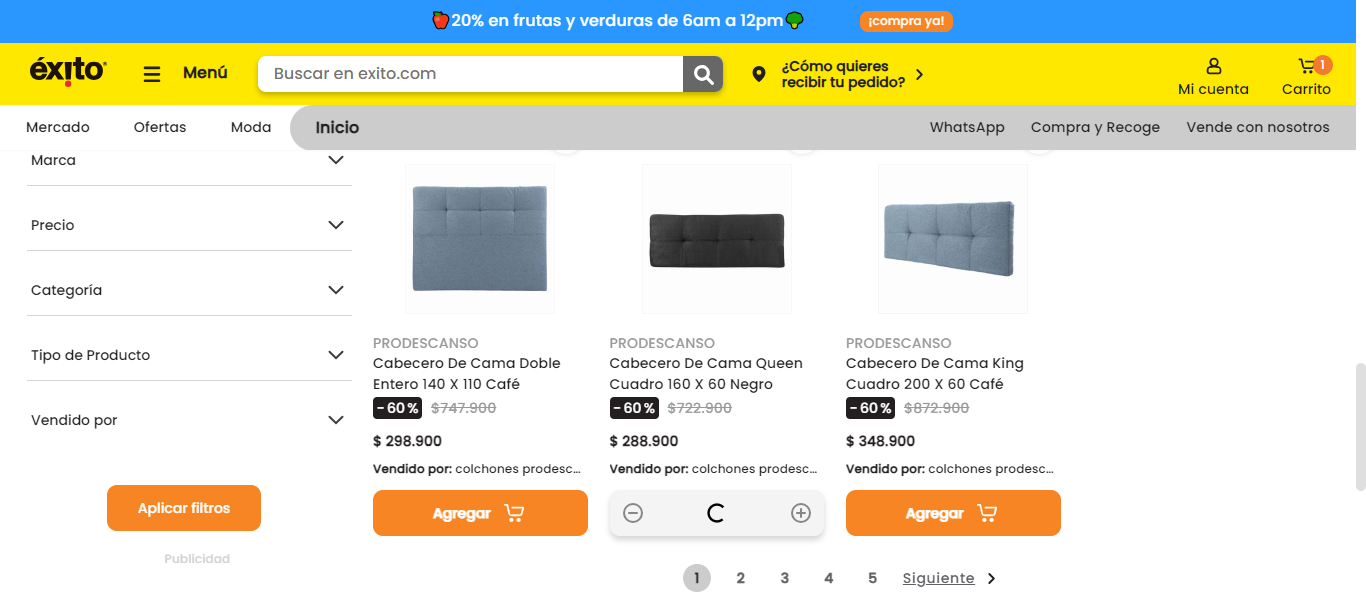 20% en frutas y verduras de 6am a 12pm
¡compra ya!
éxito
Menú
Buscar en exito.com
¿Cómo quieres
recibir tu pedido?
Mi cuenta
1
Carrito
Mercado
Ofertas
Moda
Inicio
WhatsApp
Compra y Recoge
Vende con nosotros
Marca
Precio
Categoría
Tipo de Producto
Vendido por
Aplicar filtros
Publicidad
PRODESCANSO
Cabecero De Cama Doble
Entero 140 X 110 Café
-60%
$747.900
$ 298.900
Vendido por: colchones prodesc...
Agregar
PRODESCANSO
Cabecero De Cama Queen
Cuadro 160 X 60 Negro
-60%
$722.900
$ 288.900
Vendido por: colchones prodesc...
PRODESCANSO
Cabecero De Cama King
Cuadro 200 X 60 Café
-60%
$872.900
$ 348.900
Vendido por: colchones prodesc...
Agregar
1 2 3 4 5 Siguiente